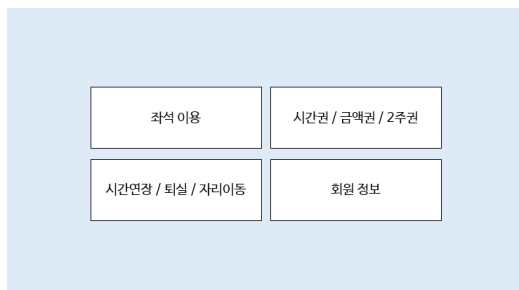 좌석 이용
시간권 / 금액권 / 2주권
시간연장 / 퇴실 / 자리이동
회원 정보